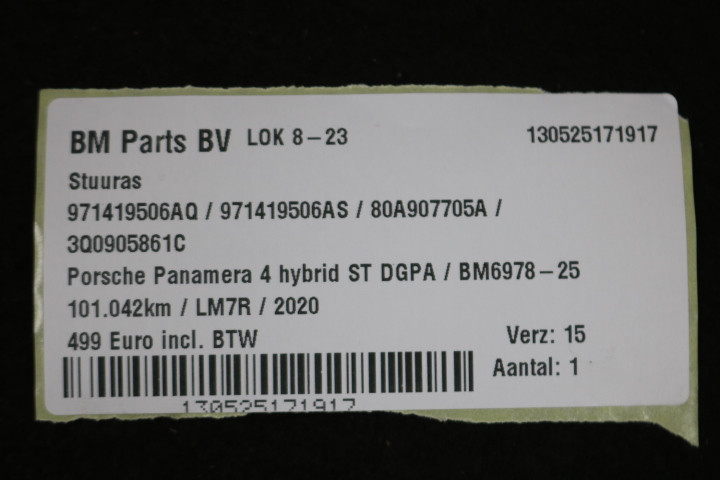 BM Parts BV LOK 8-23 130525171917
Stuuras
971419506AQ / 971419506AS / 80A907705A /
3Q0905861C
Porsche Panamera 4 hybrid ST DGPA / BM6978-25
101.042km / LM7R / 2020
499 Euro incl. BTW Verz: 15
Aantal: 1
130525171917